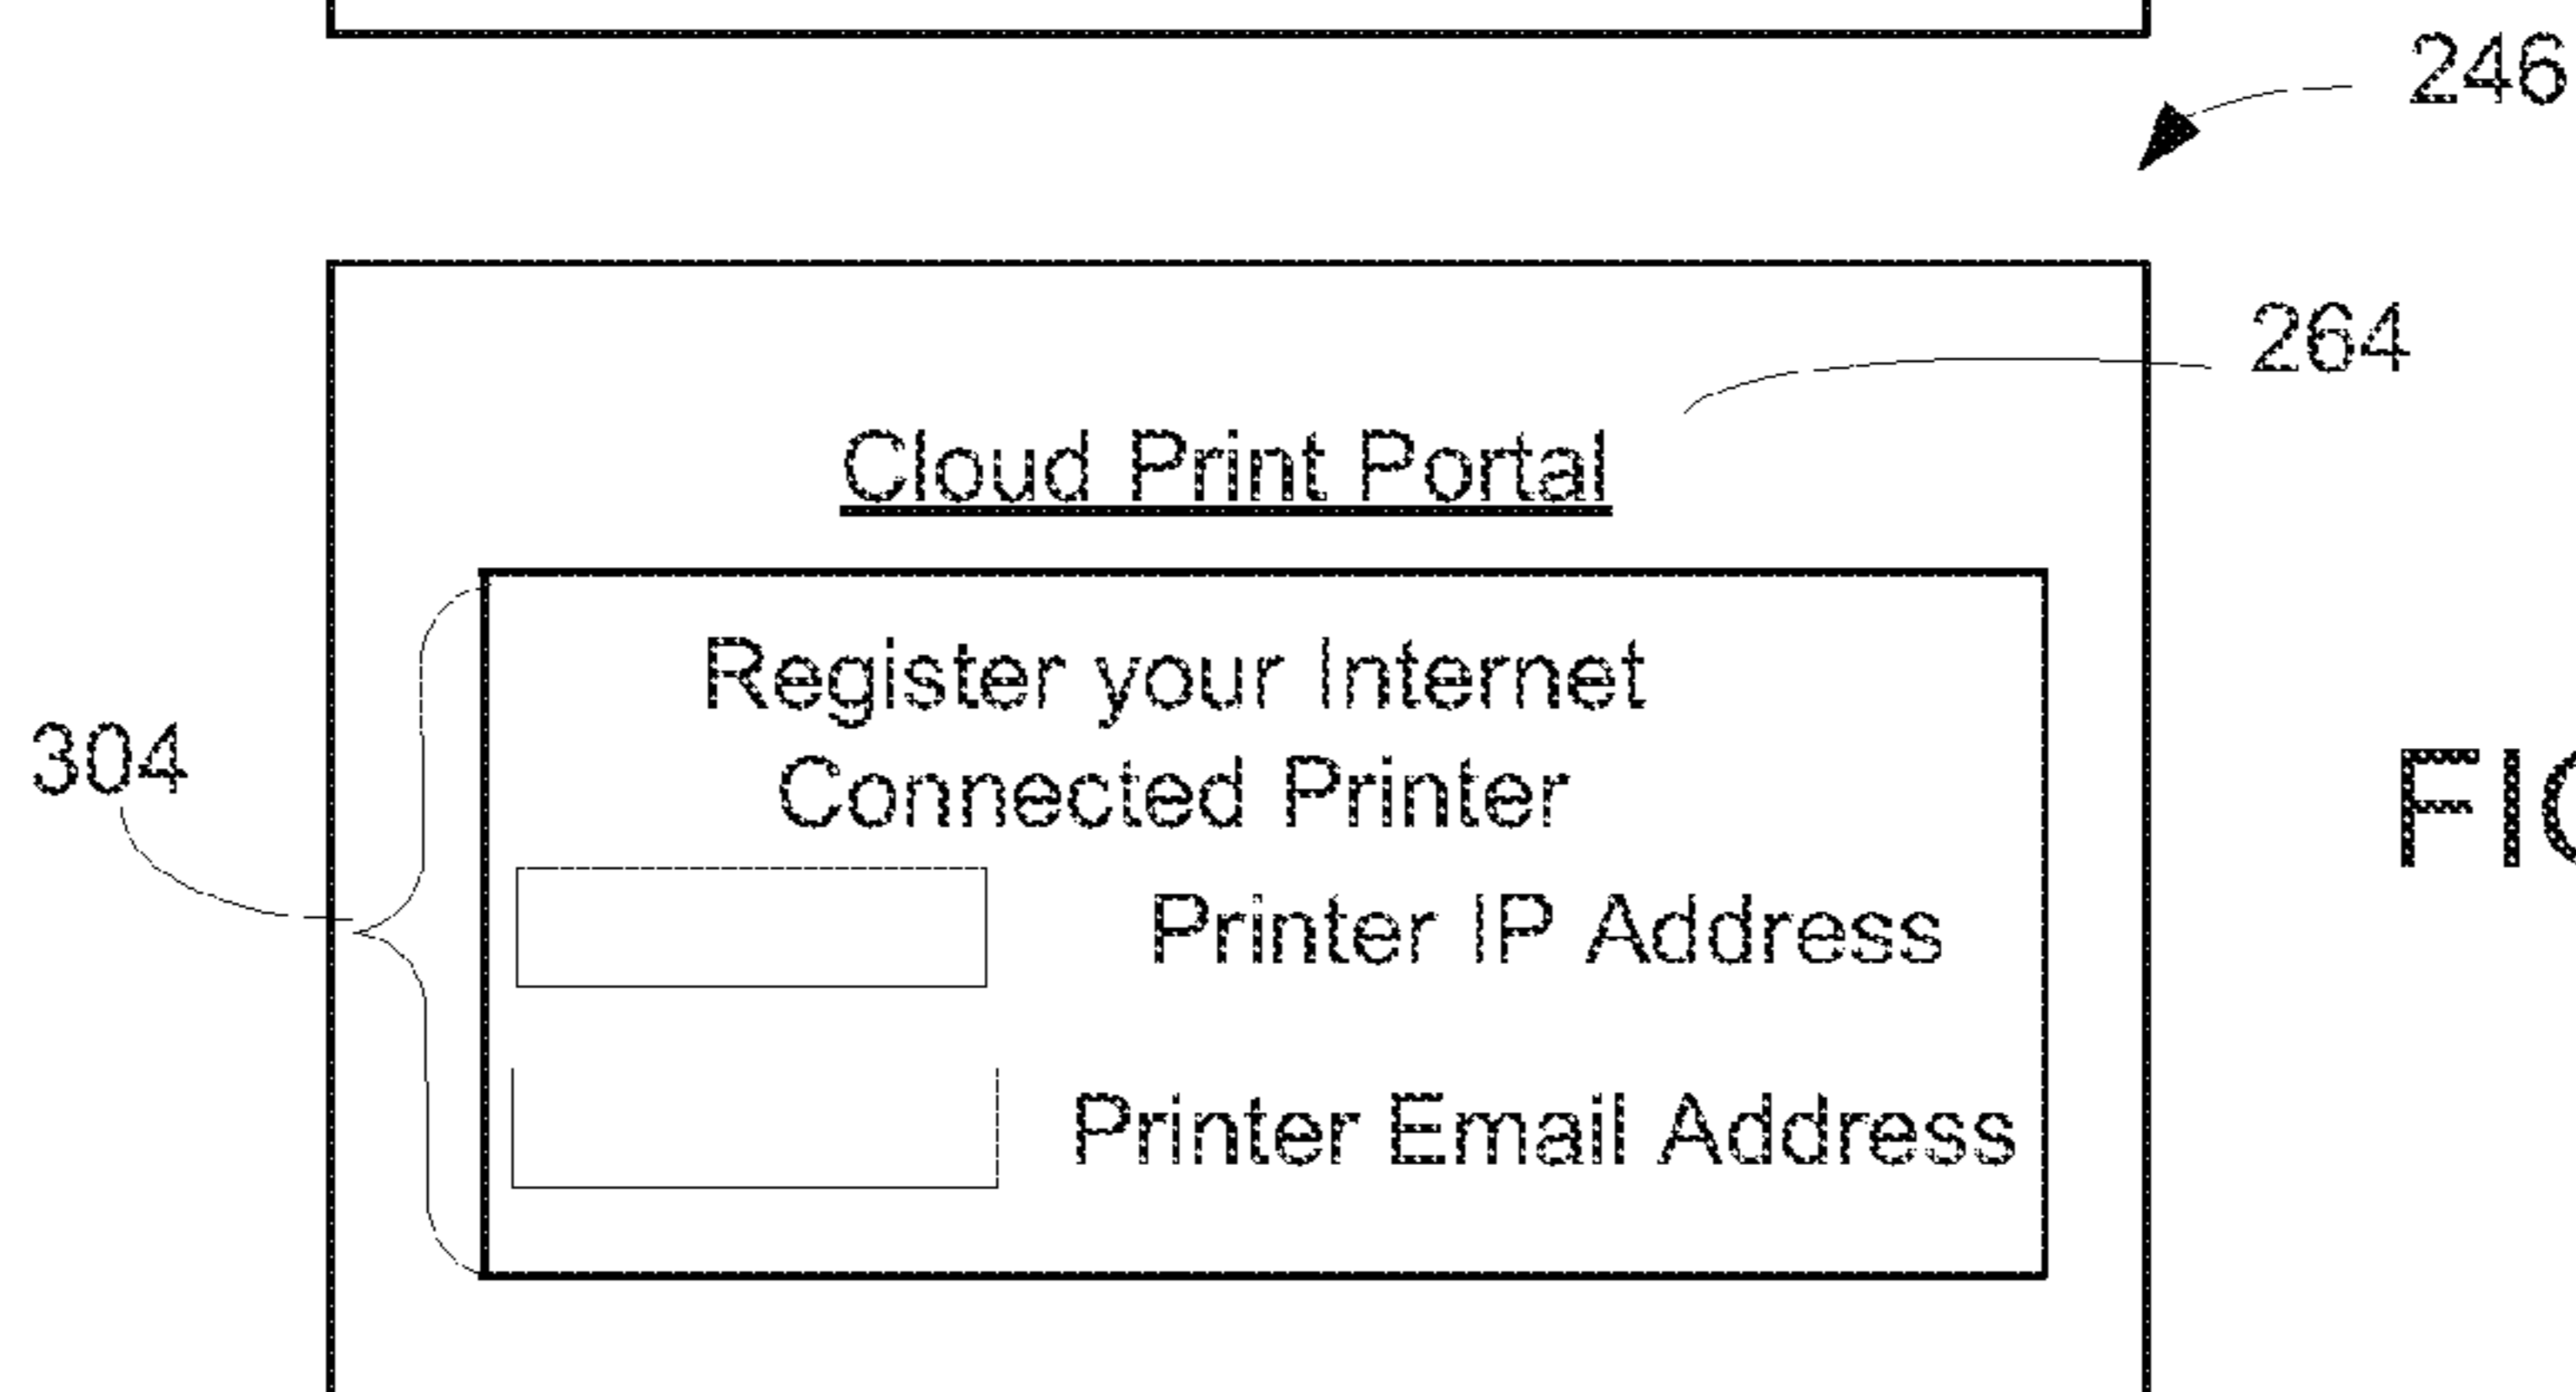 246
264
Cloud Print Portal
Register your Internet
Connected Printer
304
Printer IP Address
Printer Email Address